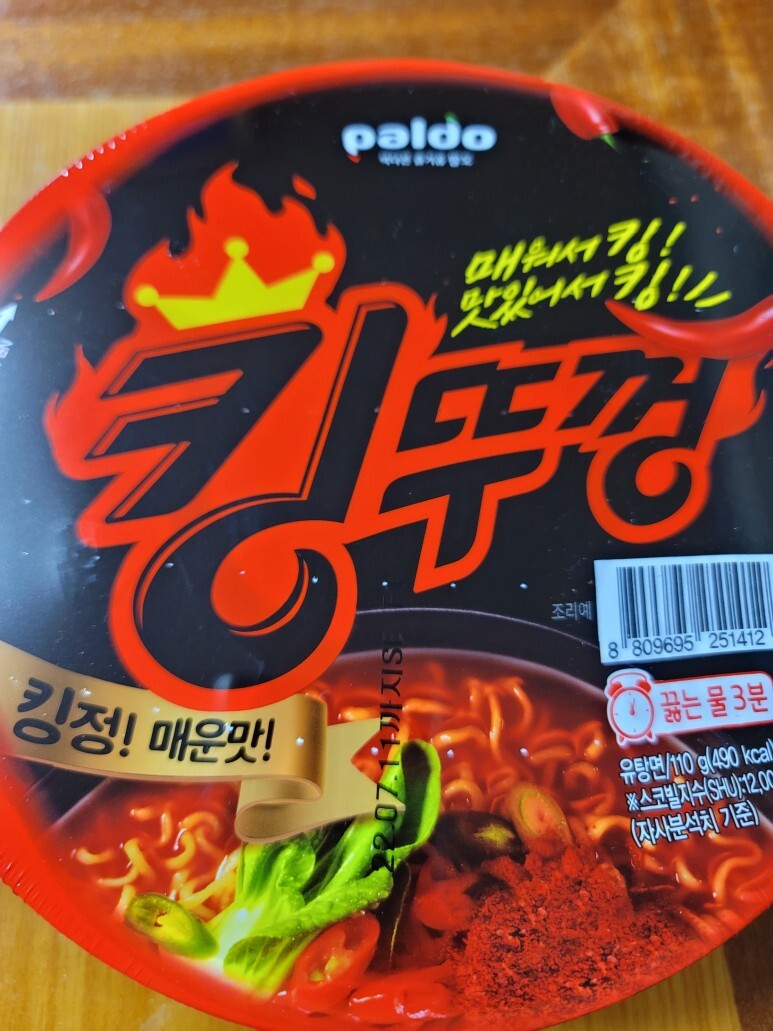 paldo
매워서 킹!
맛있어서 킹!
킹뚜껑
조리예
8 809695 251412
킹정! 매운맛!
끓는 물 3분
유탕면/110 g(490 kcal)
※스코빌지수(SHU):12,00
(자사분석치 기준)
22.07.11까지S